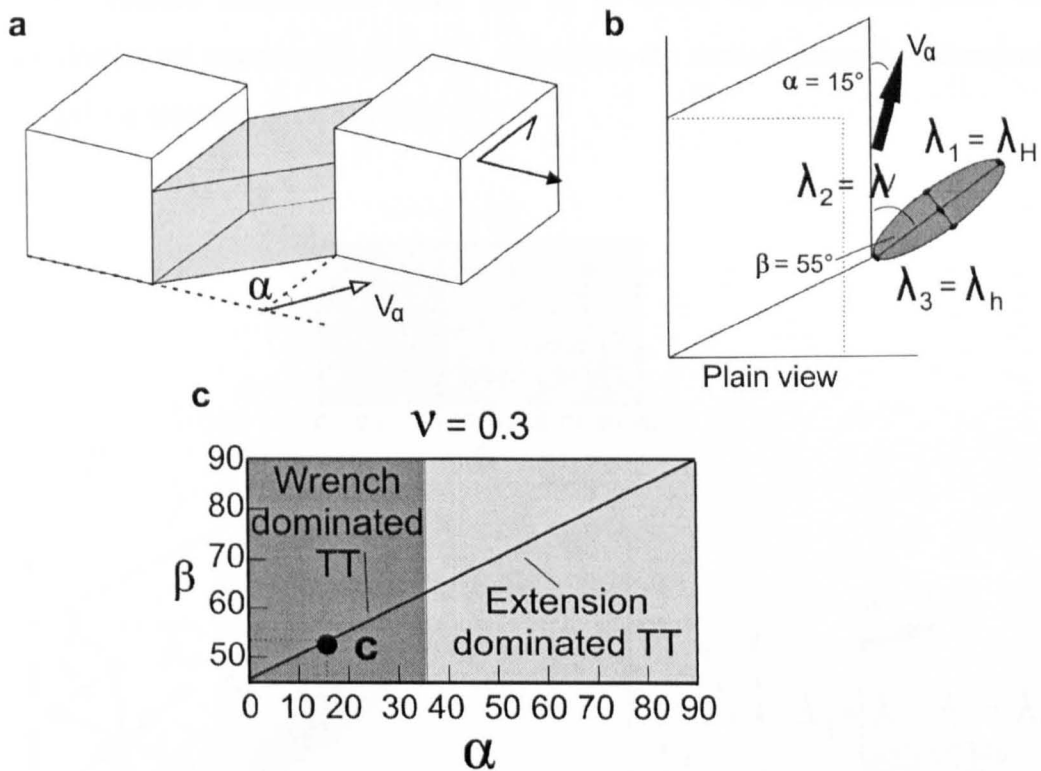 a
α
Vα
b
Vα
α = 15°
λ1 = λH
λ2 = λV
β = 55°
λ3 = λh
Plain view
c
ν = 0.3
90
80
70
60
50
β
Wrench
dominated
TT
c
Extension
dominated TT
0 10 20 30 40 50 60 70 80 90
α